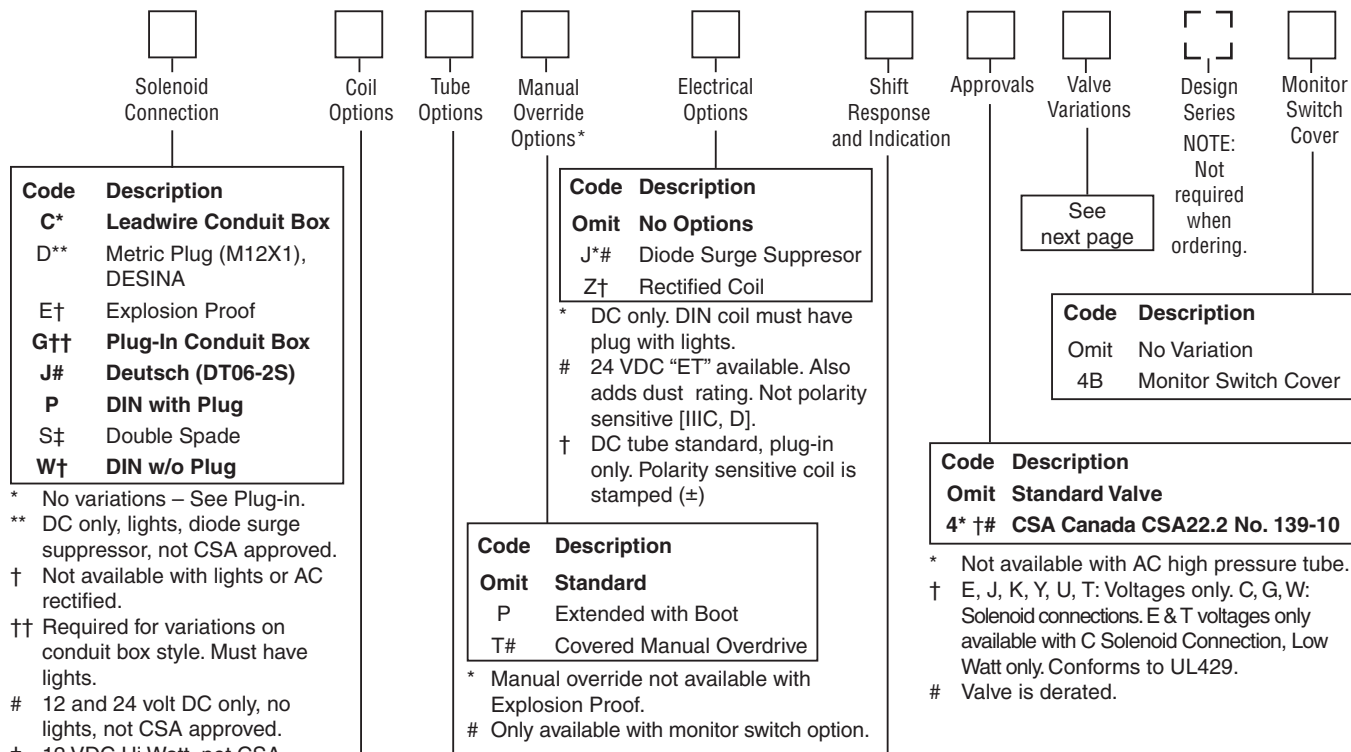 Solenoid
Connection
Coil
Options
Tube
Options
Manual
Override
Options*
Electrical
Options
Shift
Response
and Indication
Approvals
Valve
Variations
Design
Series
NOTE:
Not
required
when
ordering.
Monitor
Switch
Cover
Code Description
C* Leadwire Conduit Box
D** Metric Plug (M12X1),
DESINA
E† Explosion Proof
G†† Plug-In Conduit Box
J# Deutsch (DT06-2S)
P DIN with Plug
S‡ Double Spade
W† DIN w/o Plug
* No variations – See Plug-in.
** DC only, lights, diode surge
suppressor, not CSA approved.
† Not available with lights or AC
rectified.
†† Required for variations on
conduit box style. Must have
lights.
# 12 and 24 volt DC only, no
lights, not CSA approved.
Code Description
Omit No Options
J*# Diode Surge Suppresor
Z† Rectified Coil
* DC only. DIN coil must have
plug with lights.
# 24 VDC “ET” available. Also
adds dust rating. Not polarity
sensitive [IIIC, D].
† DC tube standard, plug-in
only. Polarity sensitive coil is
stamped (±)
Code Description
Omit Standard
P Extended with Boot
T# Covered Manual Overdrive
* Manual override not available with
Explosion Proof.
# Only available with monitor switch option.
See
next page
Code Description
Omit No Variation
4B Monitor Switch Cover
Code Description
Omit Standard Valve
4* †# CSA Canada CSA22.2 No. 139-10
* Not available with AC high pressure tube.
† E, J, K, Y, U, T: Voltages only. C, G, W:
Solenoid connections. E & T voltages only
available with C Solenoid Connection, Low
Watt only. Conforms to UL429.
# Valve is derated.